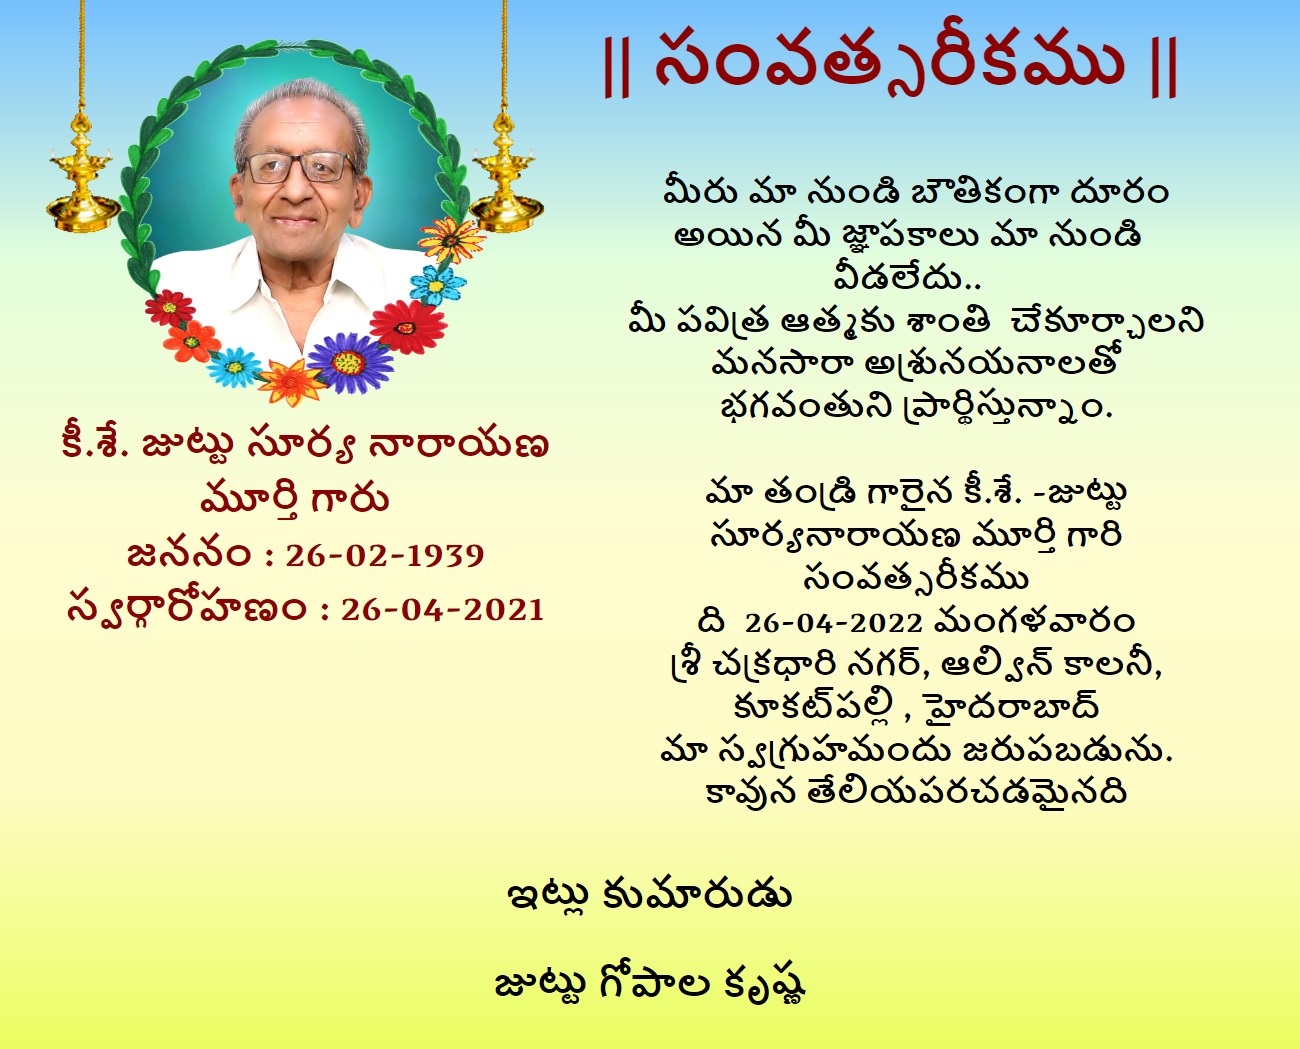 || సంవత్సరీకము ||
కీ.శే. జుట్టు సూర్య నారాయణ
మూర్తి గారు
జననం : 26-02-1939
స్వర్గారోహణం : 26-04-2021
మీరు మా నుండి బౌతికంగా దూరం
అయిన మీ జ్ఞాపకాలు మా నుండి
వీడలేదు..
మీ పవిత్ర ఆత్మకు శాంతి చేకూర్చాలని
మనసారా అశ్రునయనాలతో
భగవంతుని ప్రార్థిస్తున్నాం.
మా తండ్రి గారైన కీ.శే. -జుట్టు
సూర్యనారాయణ మూర్తి గారి
సంవత్సరీకము
ది 26-04-2022 మంగళవారం
శ్రీ చక్రధారి నగర్, ఆల్విన్ కాలనీ,
కూకట్‌పల్లి , హైదరాబాద్
మా స్వగ్రుహమందు జరుపబడును.
కావున తేలియపరచడమైనది
ఇట్లు కుమారుడు
జుట్టు గోపాల కృష్ణ